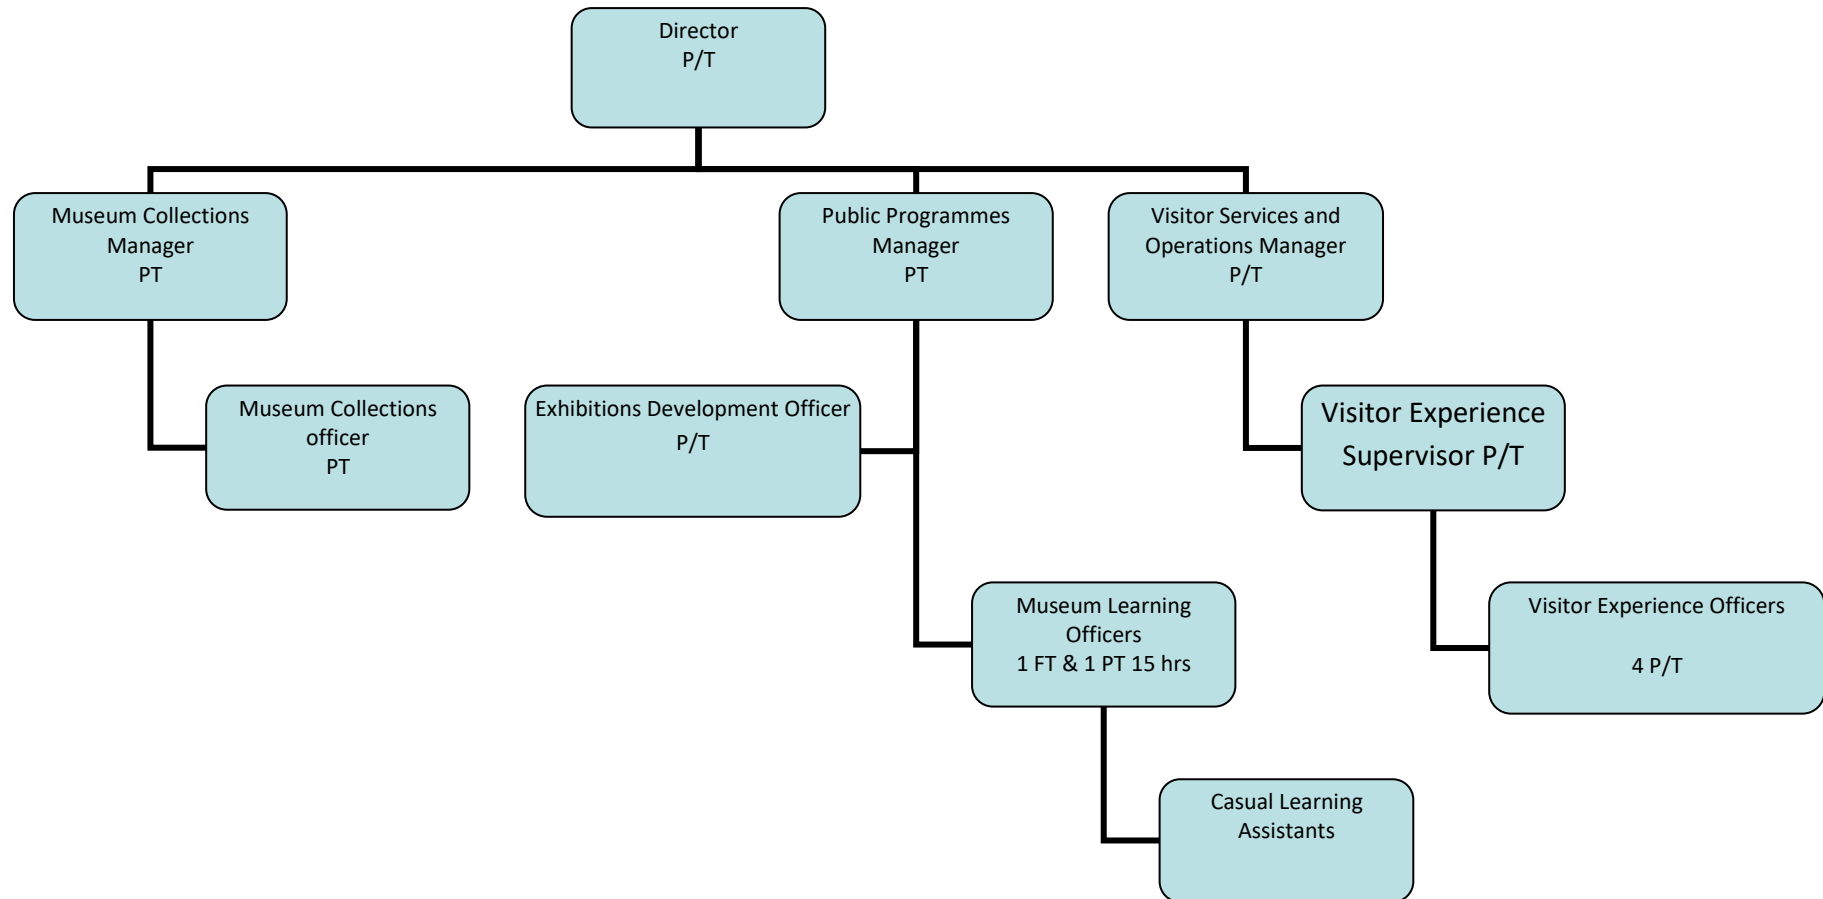 Director
P/T
Museum Collections
Manager
PT
Public Programmes
Manager
PT
Visitor Services and
Operations Manager
P/T
Museum Collections
officer
PT
Exhibitions Development Officer
P/T
Visitor Experience
Supervisor P/T
Museum Learning
Officers
1 FT & 1 PT 15 hrs
Visitor Experience Officers
4 P/T
Casual Learning
Assistants